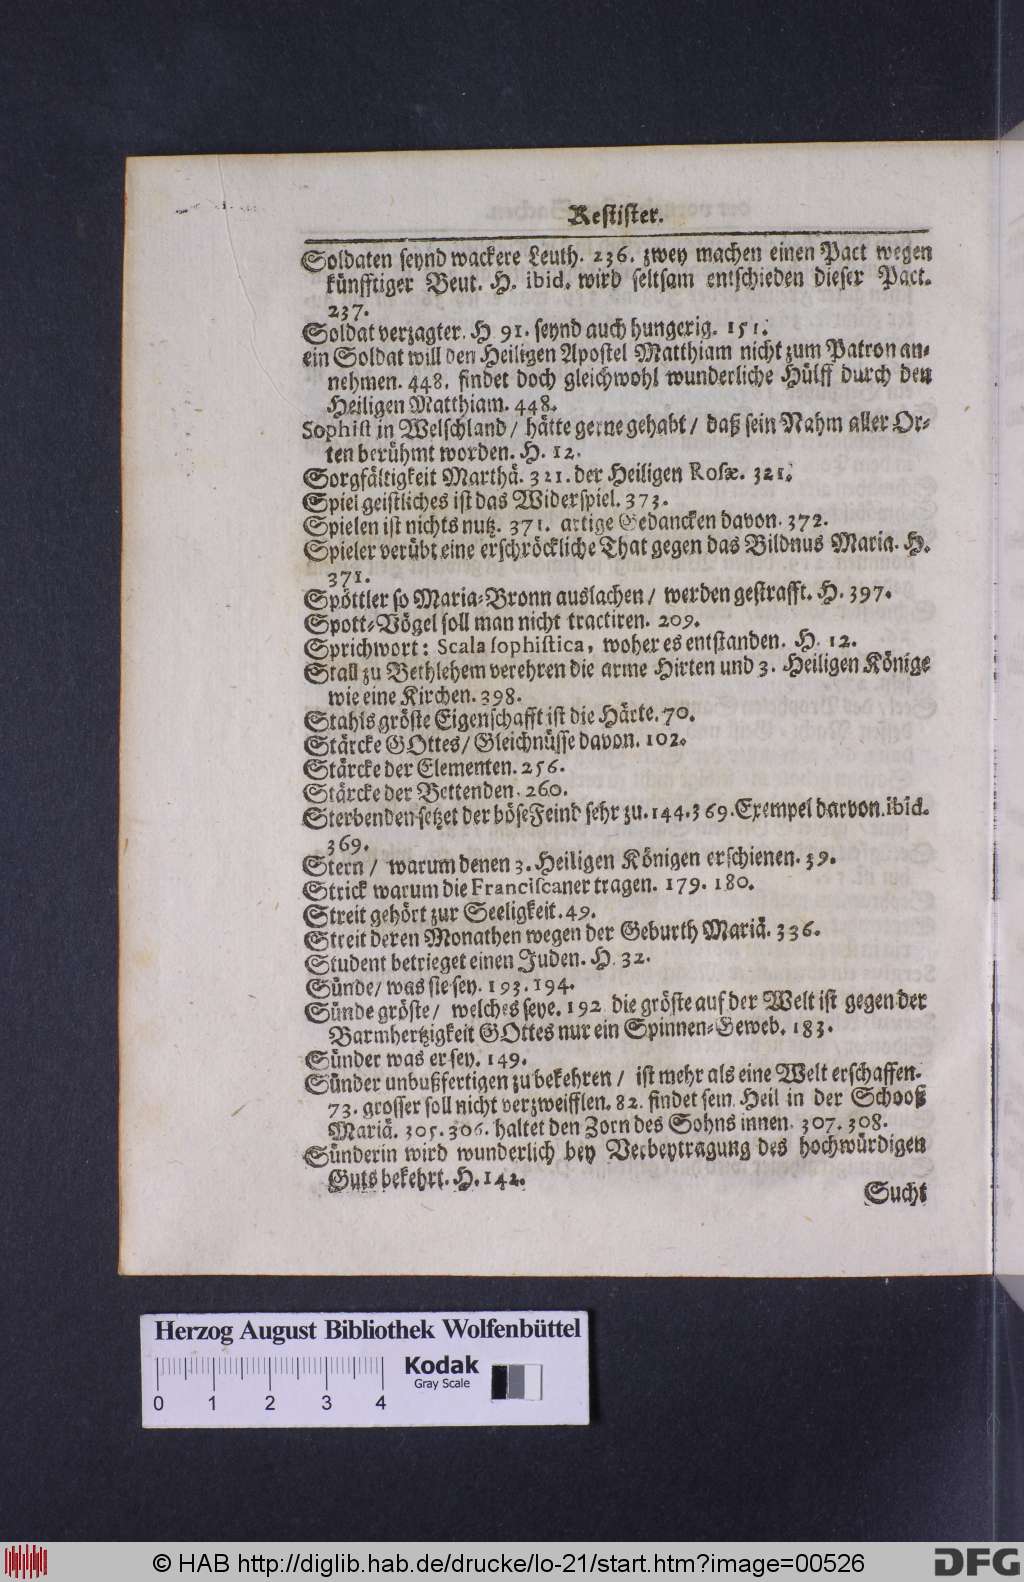 Restister.
Soldaten seynd wackere Leuth. 236. zwey machen einen Pact wegen
künfftiger Beut. H. ibid. wird seltsam entschieden dieser Pact.
237.
Soldat verzagter. H 91. seynd auch hungerig. 151.
ein Soldat will den Heiligen Apostel Matthiam nicht zum Patron an-
nehmen. 448. findet doch gleichwohl wunderliche Hülff durch den
Heiligen Matthiam. 448.
Sophist in Welschland / hätte gerne gehabt / daß sein Nahm aller Or-
ten berühmt worden. H. 12.
Sorgfältigkeit Marthä. 321. der Heiligen Rosæ. 321.
Spiel geistliches ist das Widerspiel. 373.
Spielen ist nichts nutz. 371. artige Gedancken davon. 372.
Spieler verübt eine erschröckliche That gegen das Bildnus Maria. H.
371.
Spöttler so Maria-Bronn auslachen / werden gestrafft. H. 397.
Spott-Vögel soll man nicht tractiren. 209.
Sprichwort: Scala sophistica, woher es entstanden. H. 12.
Stall zu Bethlehem verehren die arme Hirten und 3. Heiligen Könige
wie eine Kirchen. 398.
Stahls gröste Eigenschafft ist die Härte. 70.
Stärcke GOttes / Gleichnüsse davon. 102.
Stärcke der Elementen. 256.
Stärcke der Bettenden. 260.
Sterbenden setzet der böse Feind sehr zu. 144. 369. Exempel darvon. ibid.
369.
Stern / warum denen 3. Heiligen Königen erschienen. 39.
Strick warum die Franciscaner tragen. 179. 180.
Streit gehört zur Seeligkeit. 49.
Streit deren Monathen wegen der Geburth Mariä. 336.
Student betrieget einen Juden. H. 32.
Sünde / was sie sey. 193. 194.
Sünde gröste / welches seye. 192 die gröste auf der Welt ist gegen der
Barmhertzigkeit GOttes nur ein Spinnen-Geweb. 183.
Sünder was er sey. 149.
Sünder unbußfertigen zu bekehren / ist mehr als eine Welt erschaffen.
73. grosser soll nicht verzweifflen. 82. findet sein Heil in der Schooß
Mariä. 305. 306. haltet den Zorn des Sohns innen. 307. 308.
Sünderin wird wunderlich bey Verbeytragung des hochwürdigen
Guts bekehrt. H. 142.
Sucht
Herzog August Bibliothek Wolfenbüttel
Kodak
Gray Scale
0 1 2 3 4
© HAB http://diglib.hab.de/drucke/lo-21/start.htm?image=00526
DFG